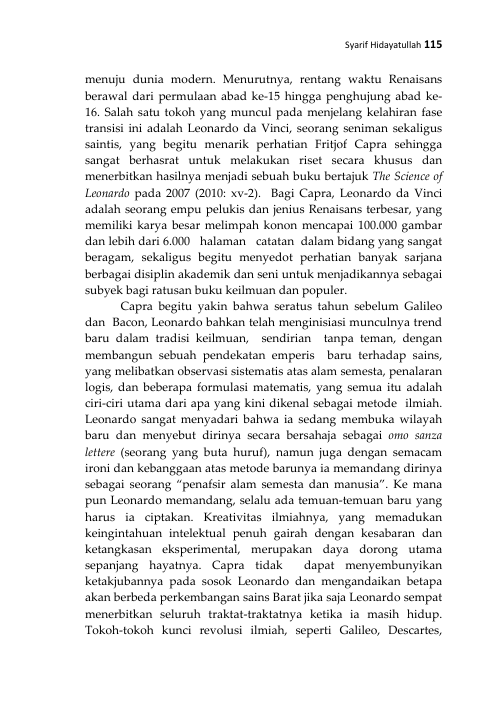 Syarif Hidayatullah 115
menuju dunia modern. Menurutnya, rentang waktu Renaisans
berawal dari permulaan abad ke-15 hingga penghujung abad ke-
16. Salah satu tokoh yang muncul pada menjelang kelahiran fase
transisi ini adalah Leonardo da Vinci, seorang seniman sekaligus
saintis, yang begitu menarik perhatian Fritjof Capra sehingga
sangat berhasrat untuk melakukan riset secara khusus dan
menerbitkan hasilnya menjadi sebuah buku bertajuk The Science of
Leonardo pada 2007 (2010: xv-2). Bagi Capra, Leonardo da Vinci
adalah seorang empu pelukis dan jenius Renaisans terbesar, yang
memiliki karya besar melimpah konon mencapai 100.000 gambar
dan lebih dari 6.000 halaman catatan dalam bidang yang sangat
beragam, sekaligus begitu menyedot perhatian banyak sarjana
berbagai disiplin akademik dan seni untuk menjadikannya sebagai
subyek bagi ratusan buku keilmuan dan populer.
Capra begitu yakin bahwa seratus tahun sebelum Galileo
dan Bacon, Leonardo bahkan telah menginisiasi munculnya trend
baru dalam tradisi keilmuan, sendirian tanpa teman, dengan
membangun sebuah pendekatan emperis baru terhadap sains,
yang melibatkan observasi sistematis atas alam semesta, penalaran
logis, dan beberapa formulasi matematis, yang semua itu adalah
ciri-ciri utama dari apa yang kini dikenal sebagai metode ilmiah.
Leonardo sangat menyadari bahwa ia sedang membuka wilayah
baru dan menyebut dirinya secara bersahaja sebagai omo sanza
lettere (seorang yang buta huruf), namun juga dengan semacam
ironi dan kebanggaan atas metode barunya ia memandang dirinya
sebagai seorang “penafsir alam semesta dan manusia”. Ke mana
pun Leonardo memandang, selalu ada temuan-temuan baru yang
harus ia ciptakan. Kreativitas ilmiahnya, yang memadukan
keingintahuan intelektual penuh gairah dengan kesabaran dan
ketangkasan eksperimental, merupakan daya dorong utama
sepanjang hayatnya. Capra tidak dapat menyembunyikan
ketakjubannya pada sosok Leonardo dan mengandaikan betapa
akan berbeda perkembangan sains Barat jika saja Leonardo sempat
menerbitkan seluruh traktat-traktatnya ketika ia masih hidup.
Tokoh-tokoh kunci revolusi ilmiah, seperti Galileo, Descartes,